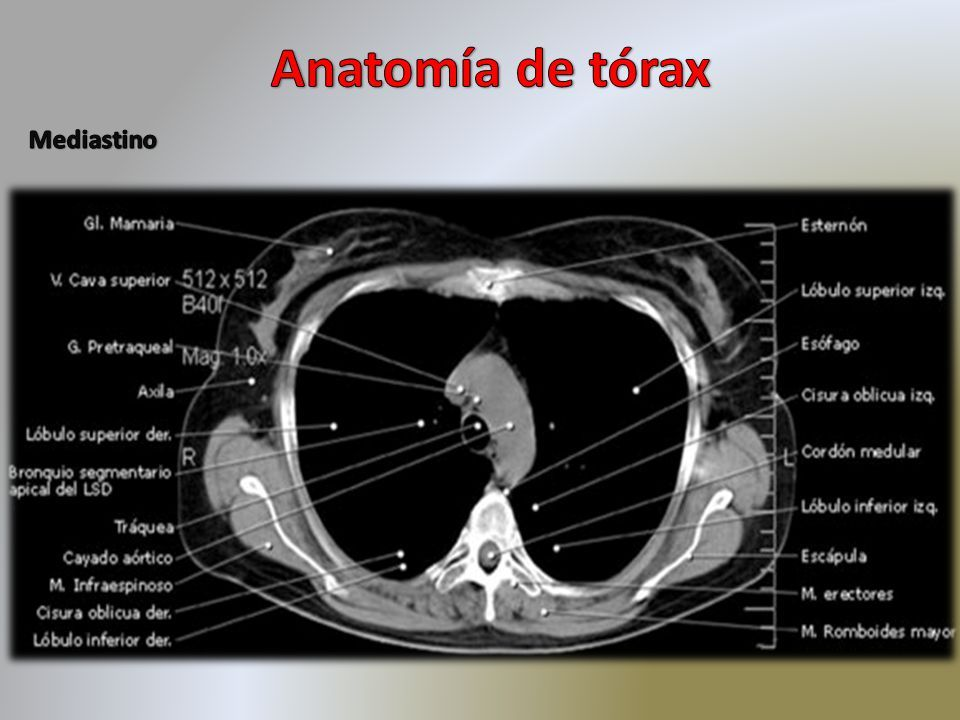 Anatomía de tórax
Mediastino
Gl. Mamaria
V. Cava superior
G. Pretraqueal
Axila
Lóbulo superior der.
Bronquio segmentario
apical del LSD
Tráquea
Cayado aórtico
M. Infraespinoso
Cisura oblicua der.
Lóbulo inferior der.
512 x 512
B40f
Mag: 1.0x
R
L
Esternón
Lóbulo superior izq.
Esófago
Cisura oblicua izq.
Cordón medular
Lóbulo inferior izq.
Escápula
M. erectores
M. Romboides mayor